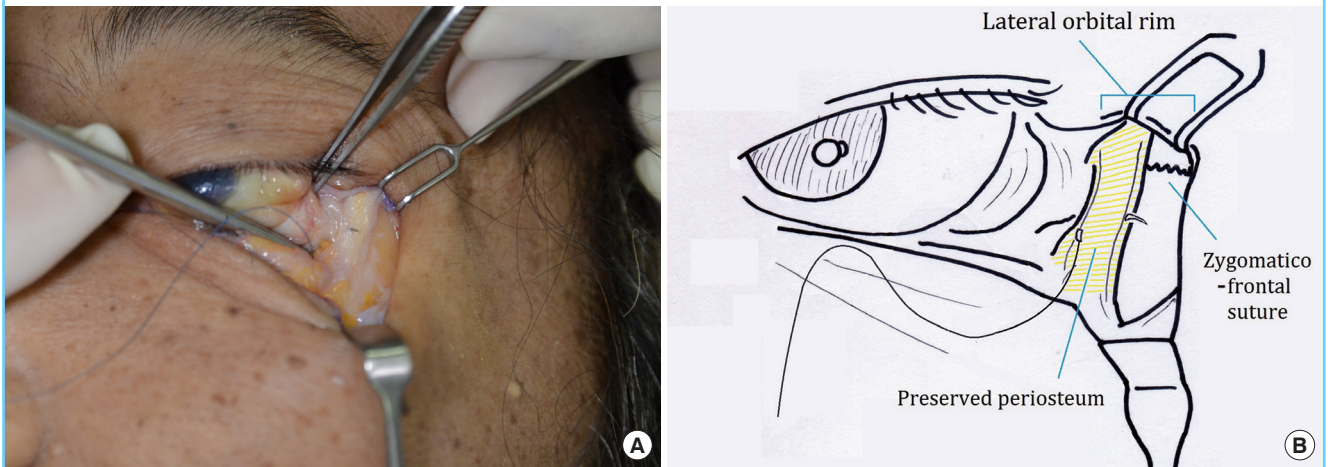 Lateral orbital rim
Zygomatico
-frontal
suture
Preserved periosteum
A
B